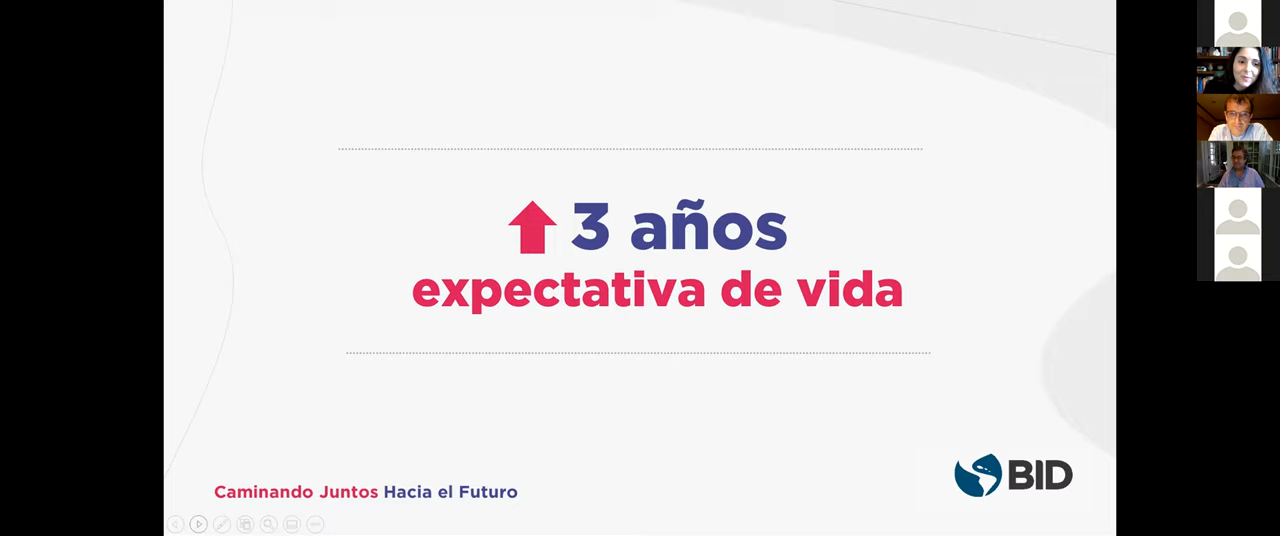 3 años
expectativa de vida
Caminando Juntos Hacia el Futuro
BID